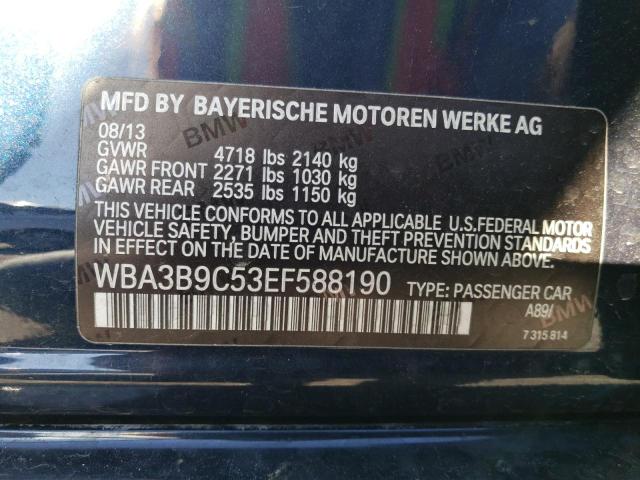 MFD BY BAYERISCHE MOTOREN WERKE AG
08/13
GVWR 4718 lbs 2140 kg
GAWR FRONT 2271 lbs 1030 kg
GAWR REAR 2535 lbs 1150 kg
THIS VEHICLE CONFORMS TO ALL APPLICABLE U.S.FEDERAL MOTOR
VEHICLE SAFETY, BUMPER AND THEFT PREVENTION STANDARDS
IN EFFECT ON THE DATE OF MANUFACTURE SHOWN ABOVE.
WBA3B9C53EF588190 TYPE: PASSENGER CAR
A89/
7 315 814